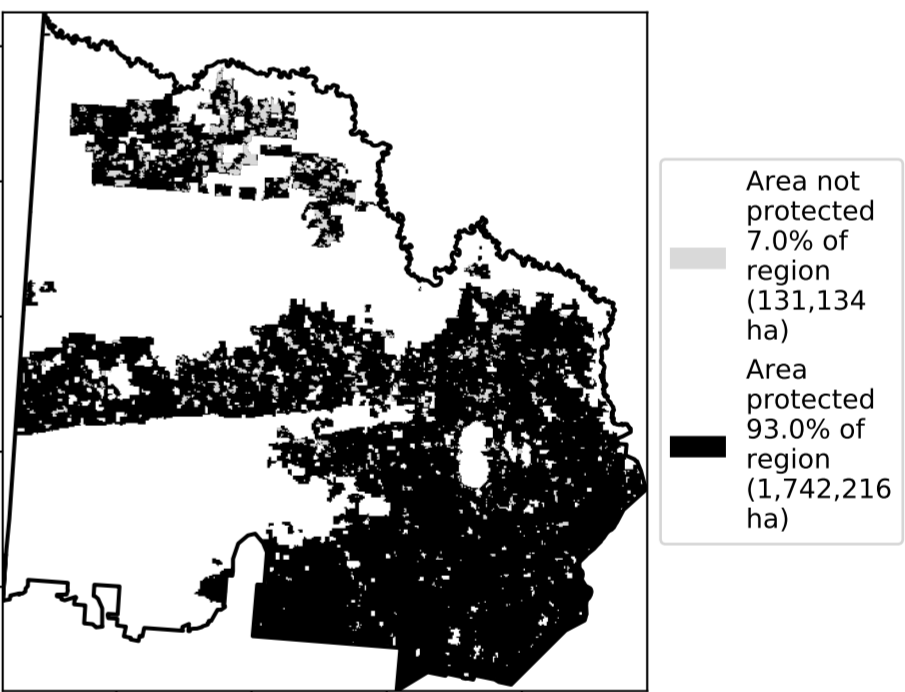 Area not
protected
7.0% of
region
(131,134
ha)
Area
protected
93.0% of
region
(1,742,216
ha)